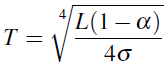 T = ⁴√(L(1 − α) / 4σ)